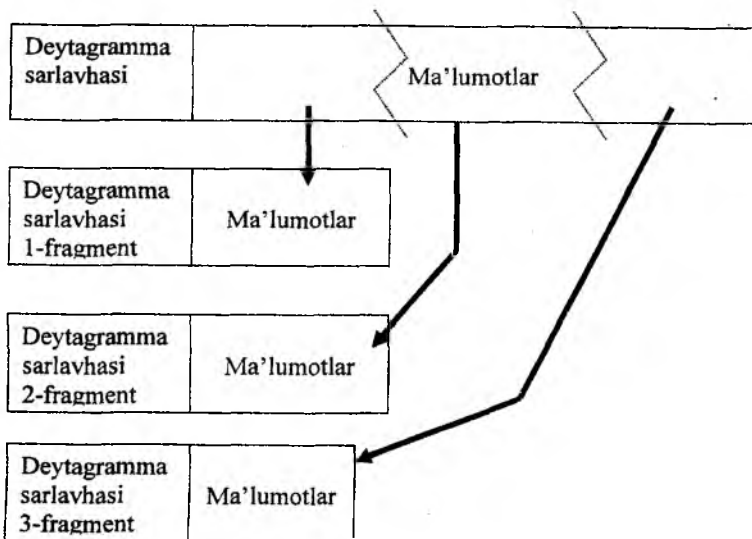 Deytagramma
sarlavhasi
Ma'lumotlar
Deytagramma
sarlavhasi
1-fragment
Ma'lumotlar
Deytagramma
sarlavhasi
2-fragment
Ma'lumotlar
Deytagramma
sarlavhasi
3-fragment
Ma'lumotlar